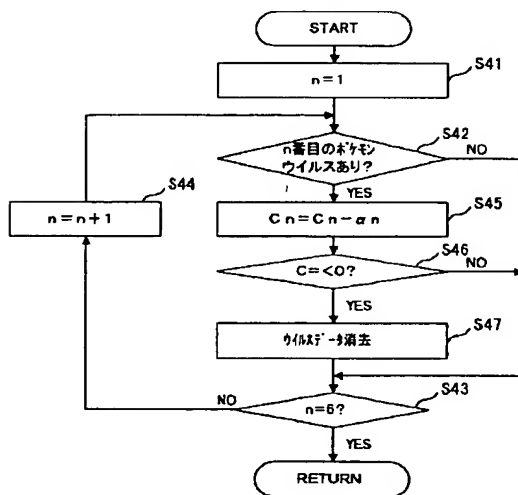 START
S41
n=1
S42
n番目のポケモン
ウイルスあり?
NO
YES
S44
n=n+1
S45
Cn=Cn-αn
S46
C=<0?
NO
YES
S47
ウイルスデータ消去
S43
NO
n=6?
YES
RETURN